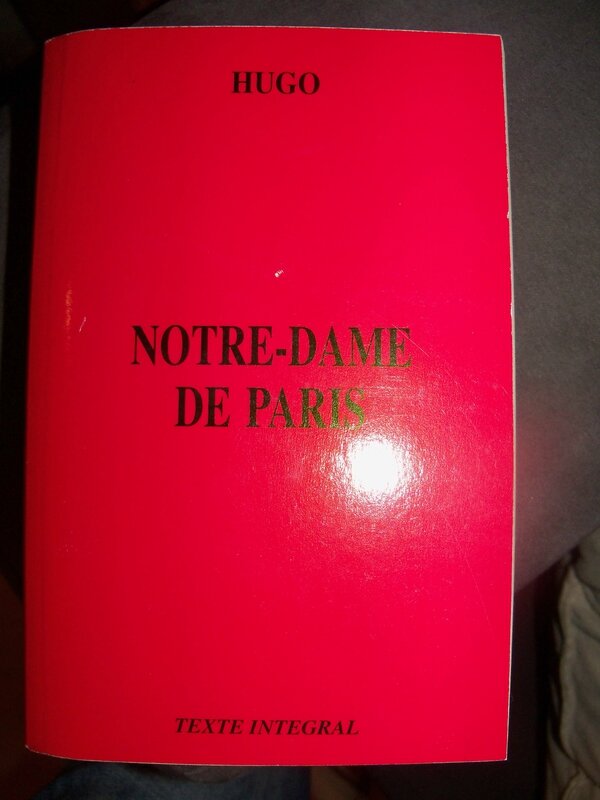 HUGO
NOTRE-DAME
DE PARIS
TEXTE INTEGRAL